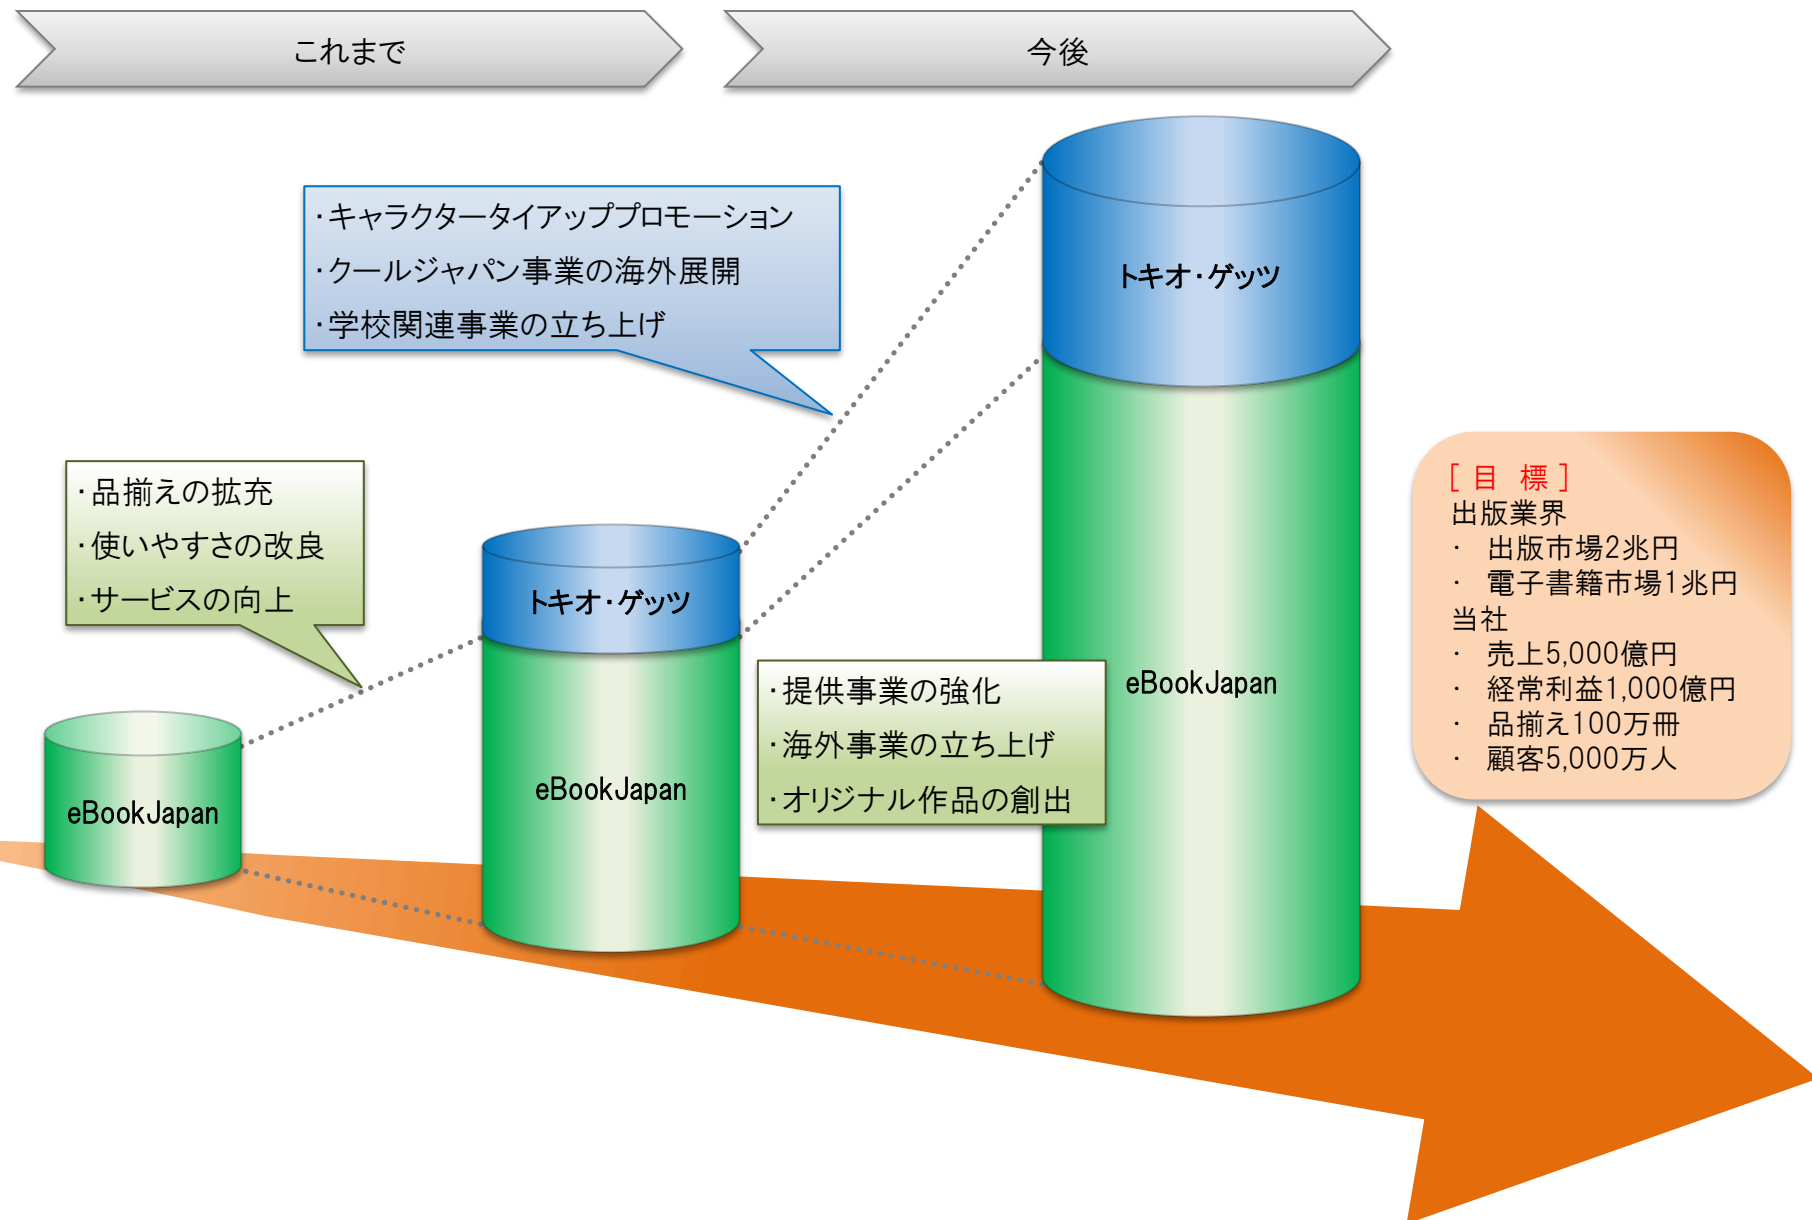 これまで
今後
・キャラクタータイアッププロモーション
・クールジャパン事業の海外展開
・学校関連事業の立ち上げ
トキオ・ゲッツ
・品揃えの拡充
・使いやすさの改良
・サービスの向上
トキオ・ゲッツ
eBookJapan
eBookJapan
・提供事業の強化
・海外事業の立ち上げ
・オリジナル作品の創出
eBookJapan
[目 標]
出版業界
・ 出版市場2兆円
・ 電子書籍市場1兆円
当社
・ 売上5,000億円
・ 経常利益1,000億円
・ 品揃え100万冊
・ 顧客5,000万人